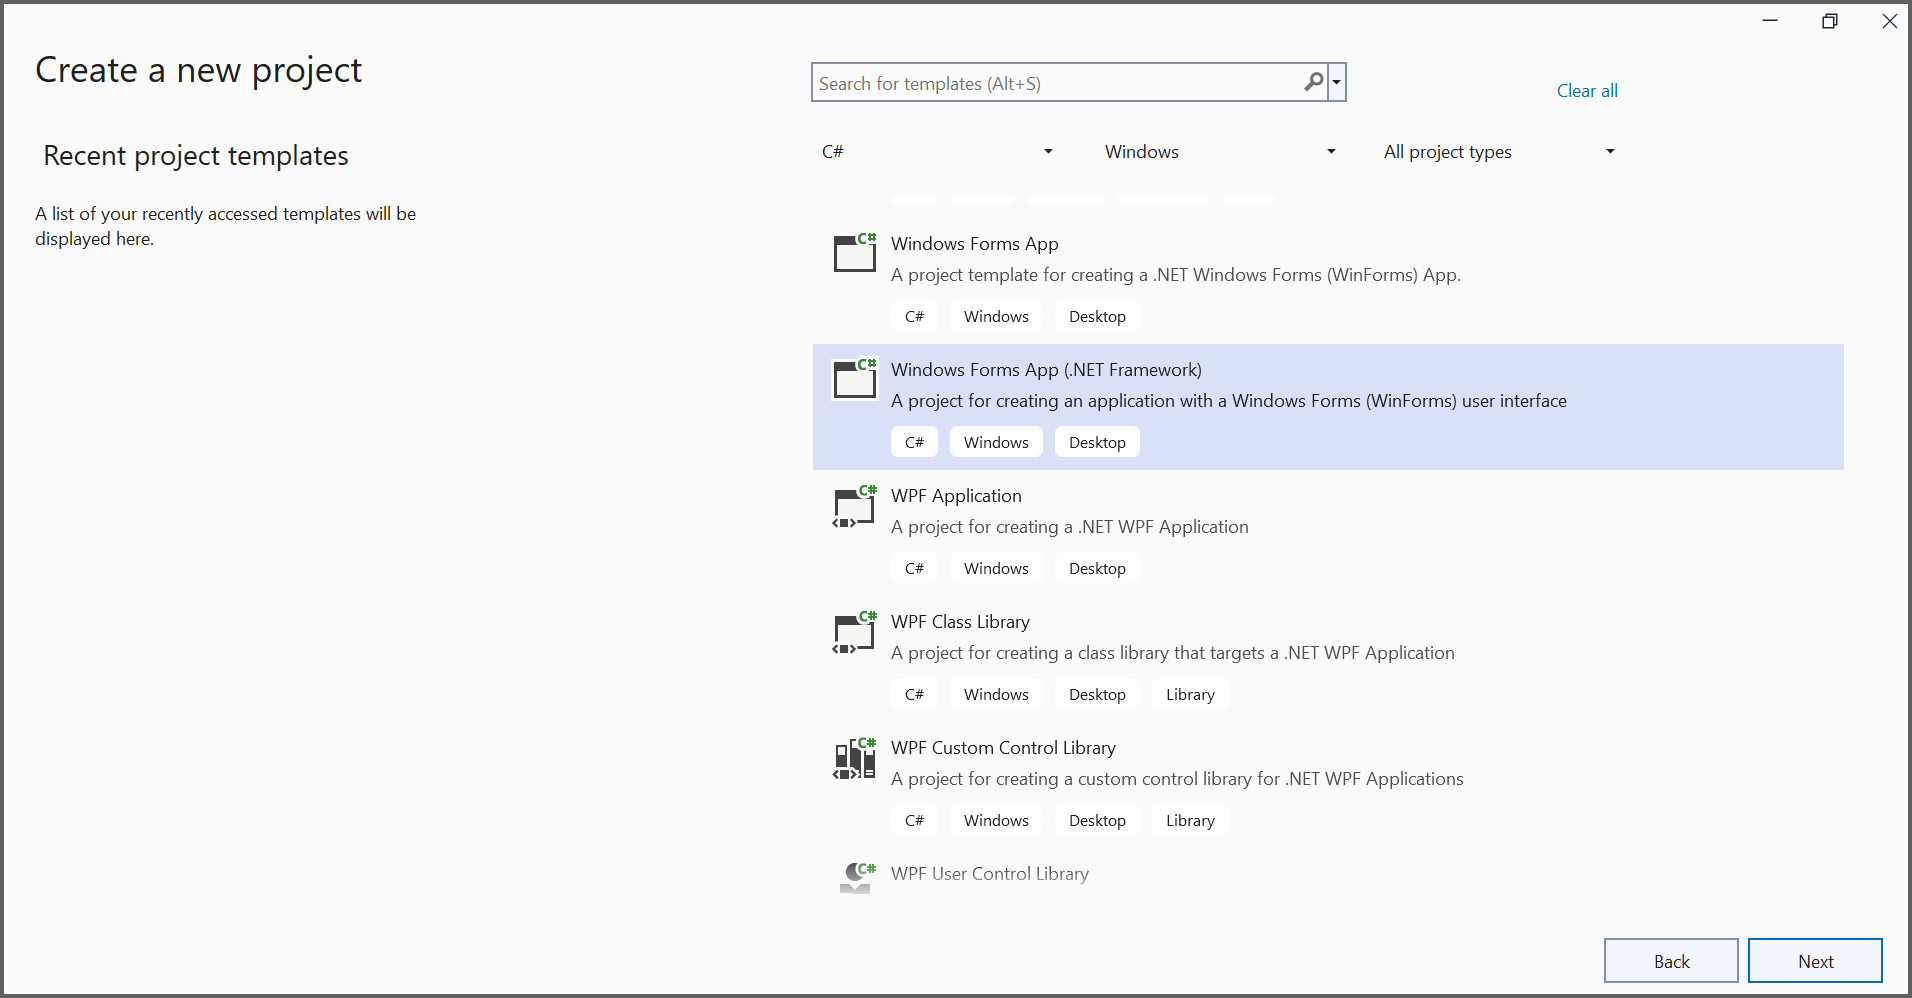 Create a new project
Search for templates (Alt+S)
Clear all
Recent project templates
C#
Windows
All project types
A list of your recently accessed templates will be
displayed here.
C#
Windows Forms App
A project template for creating a .NET Windows Forms (WinForms) App.
C# Windows Desktop
C#
Windows Forms App (.NET Framework)
A project for creating an application with a Windows Forms (WinForms) user interface
C# Windows Desktop
C#
WPF Application
A project for creating a .NET WPF Application
C# Windows Desktop
C#
WPF Class Library
A project for creating a class library that targets a .NET WPF Application
C# Windows Desktop Library
C#
WPF Custom Control Library
A project for creating a custom control library for .NET WPF Applications
C# Windows Desktop Library
C#
WPF User Control Library
Back
Next